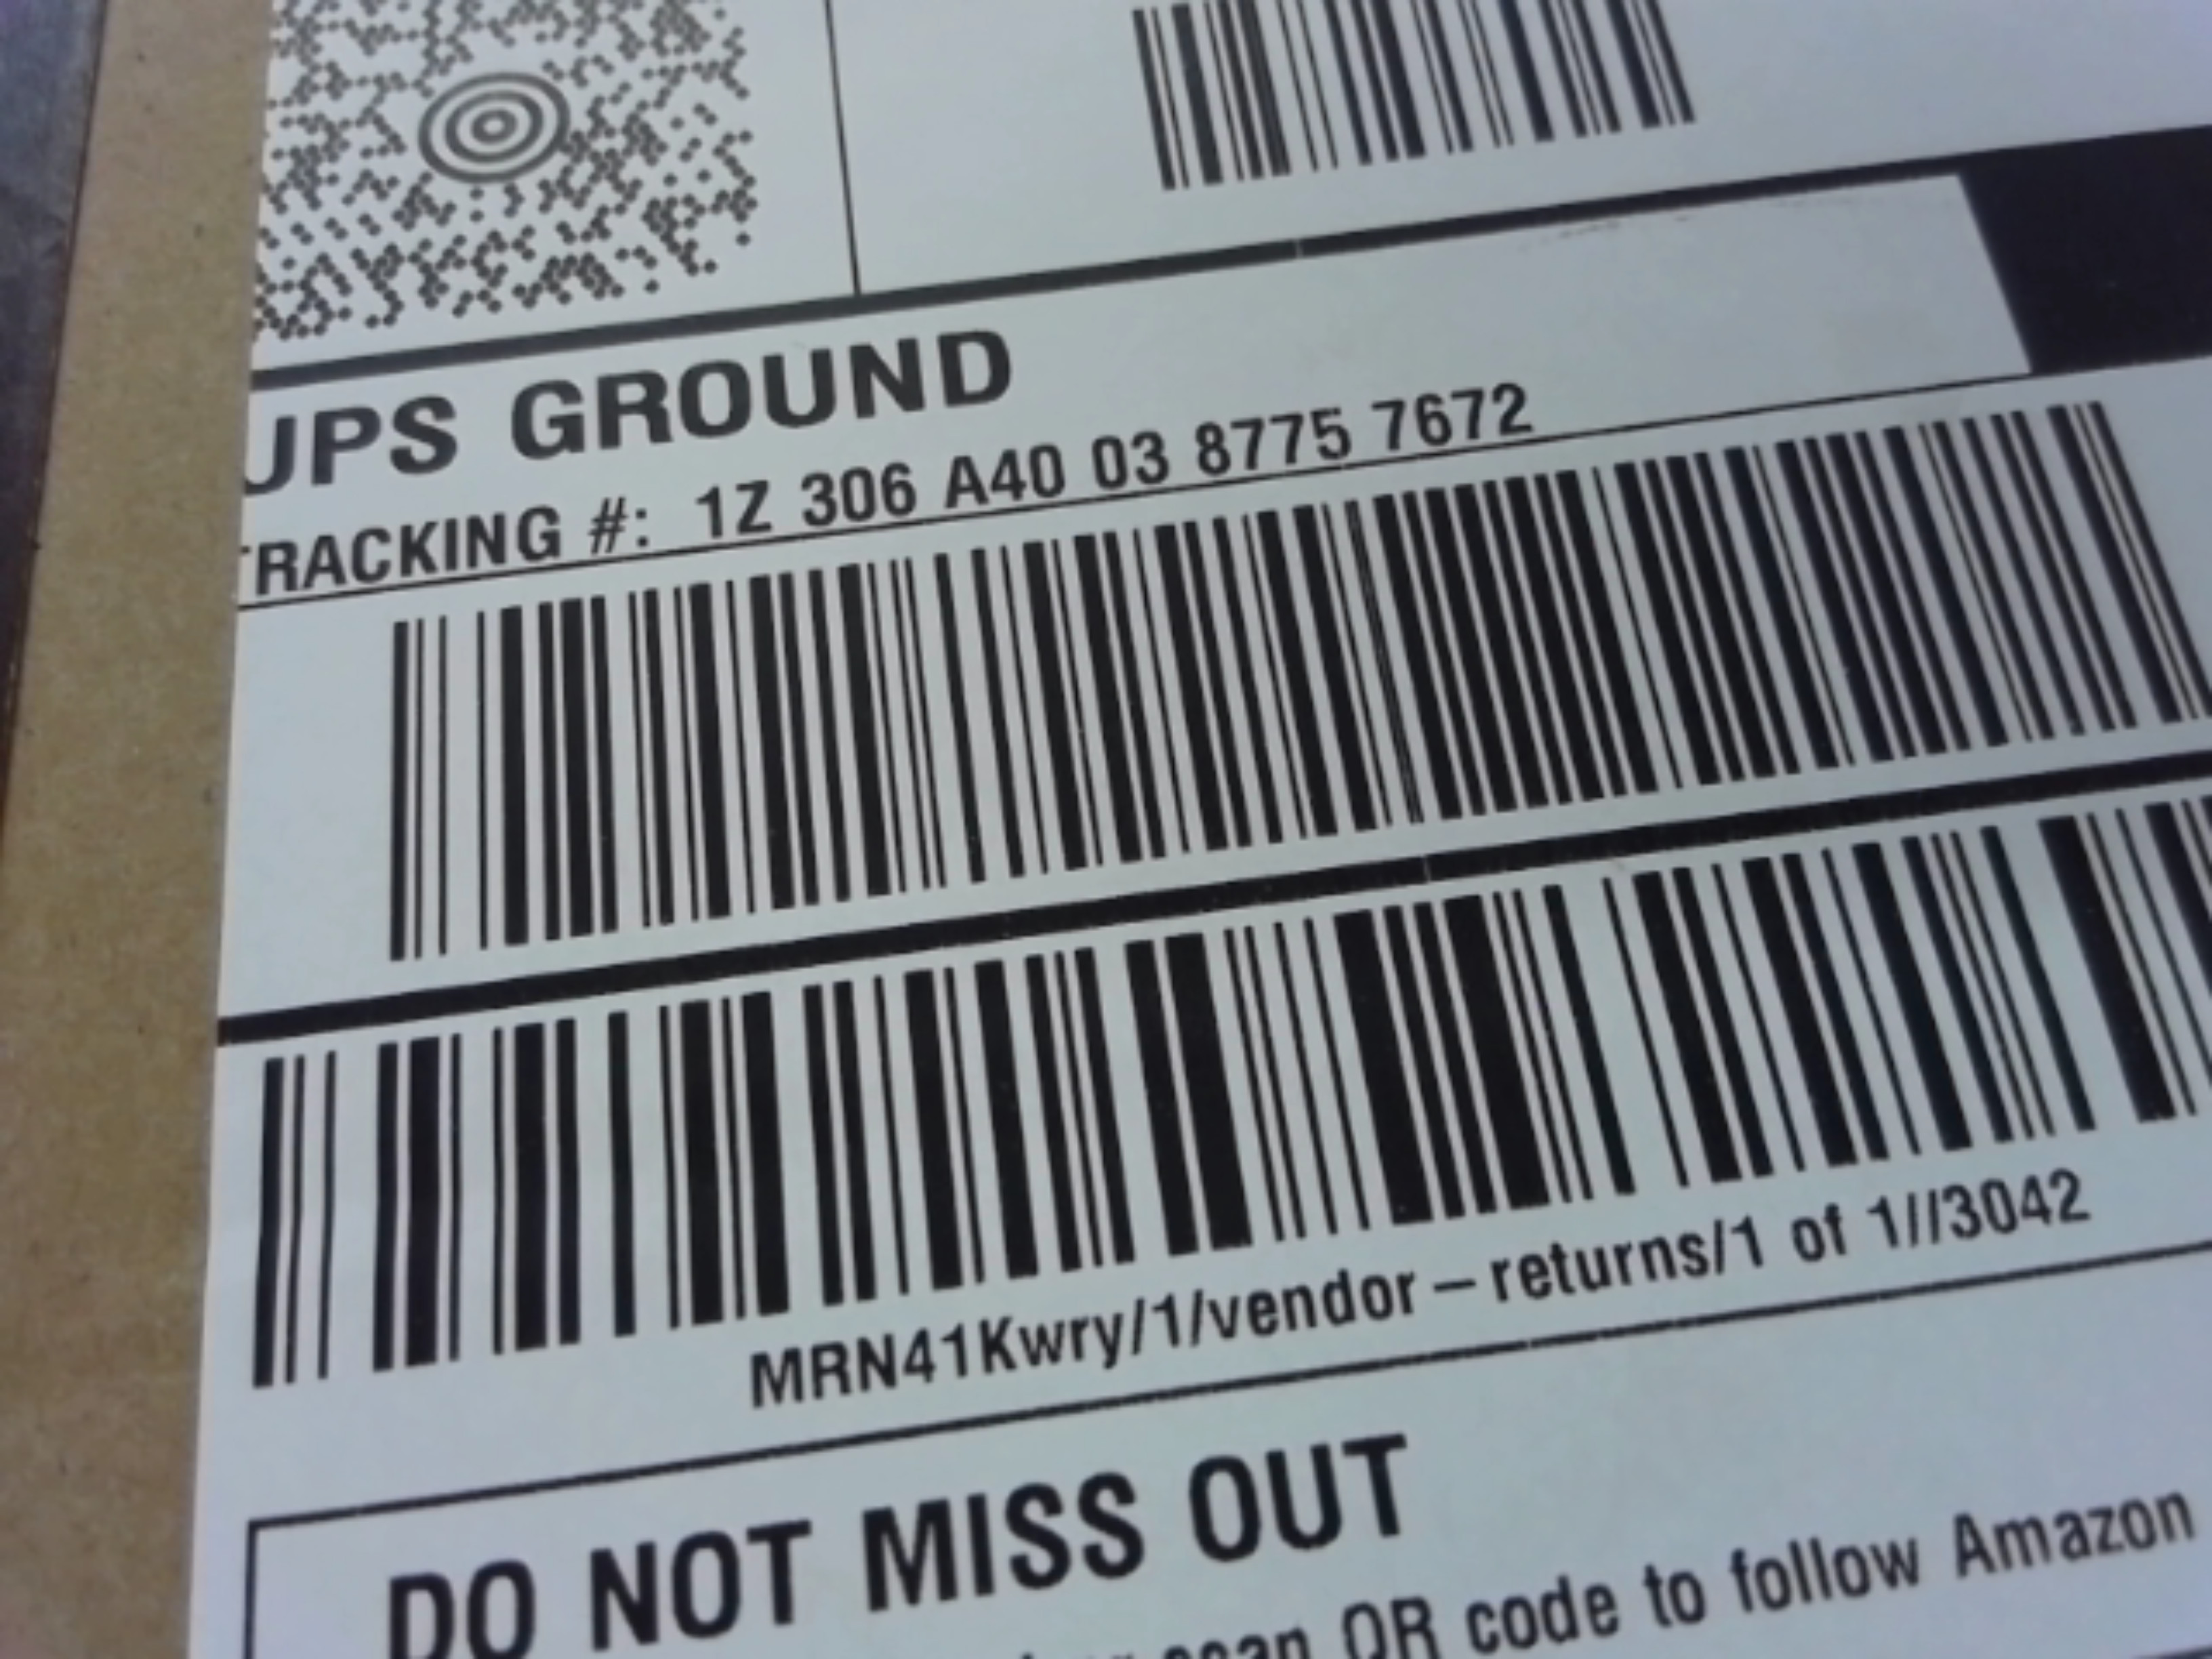 UPS GROUND
TRACKING #: 1Z 306 A40 03 8775 7672
MRN41Kwry/1/vendor – returns/1 of 1//3042
DO NOT MISS OUT
scan QR code to follow Amazon